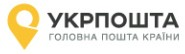 УКРПОШТА
ГОЛОВНА ПОШТА КРАЇНИ